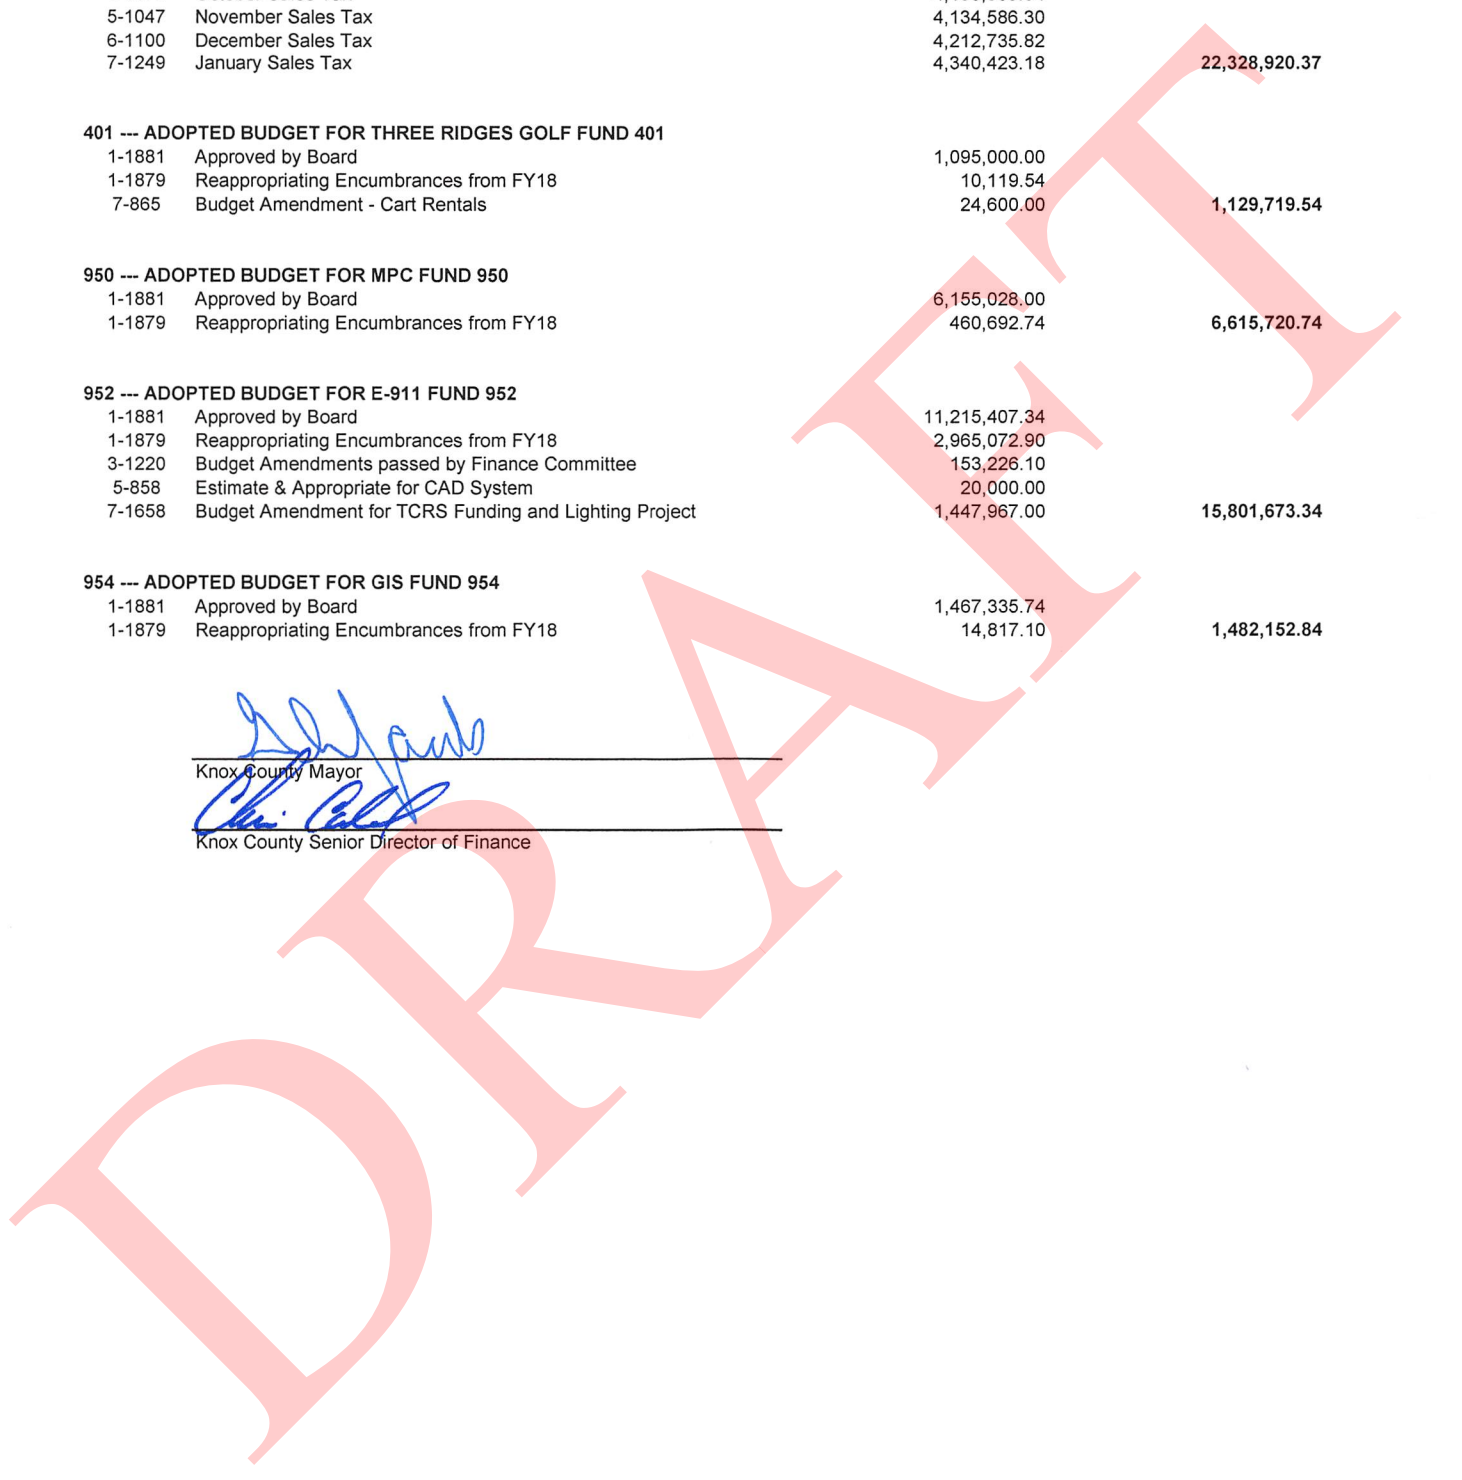 5-1047 November Sales Tax 4,134,586.30
6-1100 December Sales Tax 4,212,735.82
7-1249 January Sales Tax 4,340,423.18 22,328,920.37
401 --- ADOPTED BUDGET FOR THREE RIDGES GOLF FUND 401
1-1881 Approved by Board 1,095,000.00
1-1879 Reappropriating Encumbrances from FY18 10,119.54
7-865 Budget Amendment - Cart Rentals 24,600.00 1,129,719.54
950 --- ADOPTED BUDGET FOR MPC FUND 950
1-1881 Approved by Board 6,155,028.00
1-1879 Reappropriating Encumbrances from FY18 460,692.74 6,615,720.74
952 --- ADOPTED BUDGET FOR E-911 FUND 952
1-1881 Approved by Board 11,215,407.34
1-1879 Reappropriating Encumbrances from FY18 2,965,072.90
3-1220 Budget Amendments passed by Finance Committee 153,226.10
5-858 Estimate & Appropriate for CAD System 20,000.00
7-1658 Budget Amendment for TCRS Funding and Lighting Project 1,447,967.00 15,801,673.34
954 --- ADOPTED BUDGET FOR GIS FUND 954
1-1881 Approved by Board 1,467,335.74
1-1879 Reappropriating Encumbrances from FY18 14,817.10 1,482,152.84
Knox County Mayor
Knox County Senior Director of Finance
DRAFT